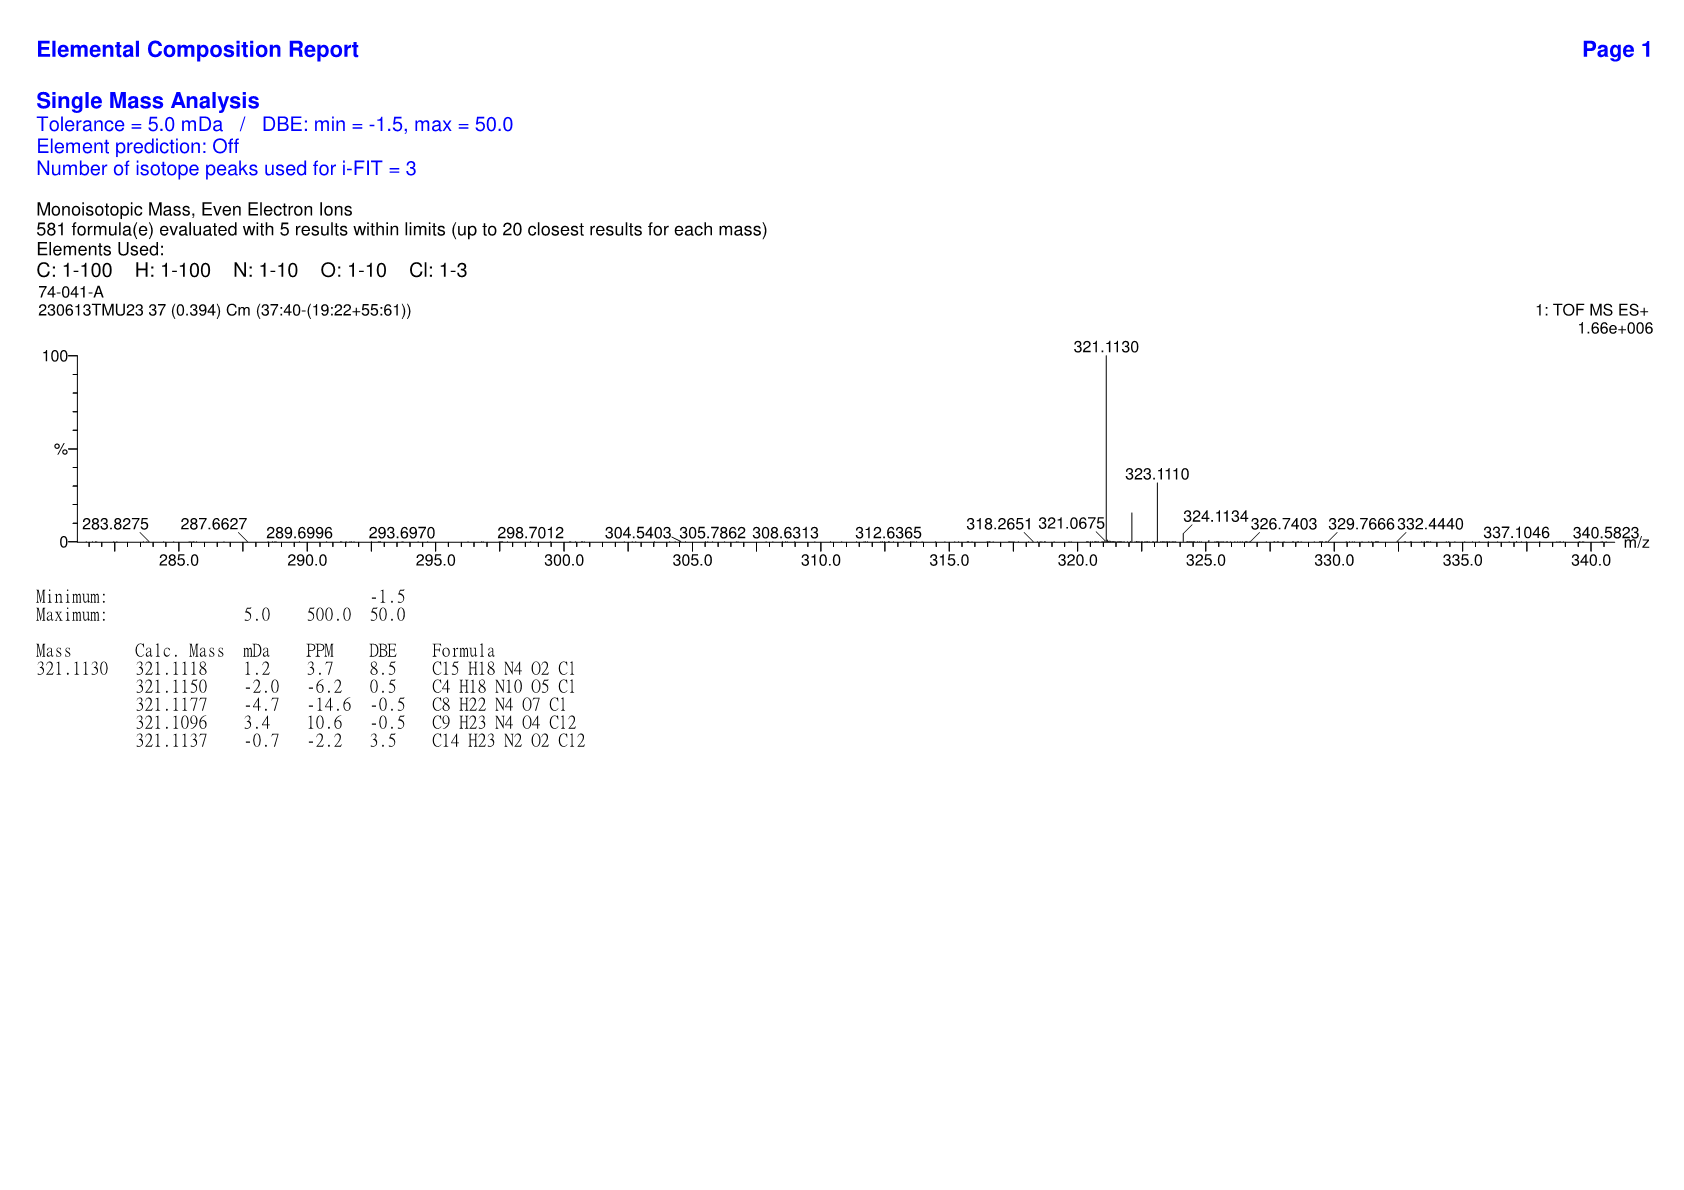 Elemental Composition Report Page 1
Single Mass Analysis
Tolerance = 5.0 mDa / DBE: min = -1.5, max = 50.0
Element prediction: Off
Number of isotope peaks used for i-FIT = 3
Monoisotopic Mass, Even Electron Ions
581 formula(e) evaluated with 5 results within limits (up to 20 closest results for each mass)
Elements Used:
C: 1-100 H: 1-100 N: 1-10 O: 1-10 Cl: 1-3
74-041-A
230613TMU23 37 (0.394) Cm (37:40-(19:22+55:61)) 1: TOF MS ES+
1.66e+006
321.1130
100
323.1110
%
283.8275 287.6627 289.6996 293.6970 298.7012 304.5403 305.7862 308.6313 312.6365 318.2651 321.0675 324.1134 326.7403 329.7666 332.4440 337.1046 340.5823
0 m/z
285.0 290.0 295.0 300.0 305.0 310.0 315.0 320.0 325.0 330.0 335.0 340.0
Minimum: -1.5
Maximum: 5.0 500.0 50.0
Mass Calc. Mass mDa PPM DBE Formula
321.1130 321.1118 1.2 3.7 8.5 C15 H18 N4 O2 Cl
321.1150 -2.0 -6.2 0.5 C4 H18 N10 O5 Cl
321.1177 -4.7 -14.6 -0.5 C8 H22 N4 O7 Cl
321.1096 3.4 10.6 -0.5 C9 H23 N4 O4 Cl2
321.1137 -0.7 -2.2 3.5 C14 H23 N2 O2 Cl2